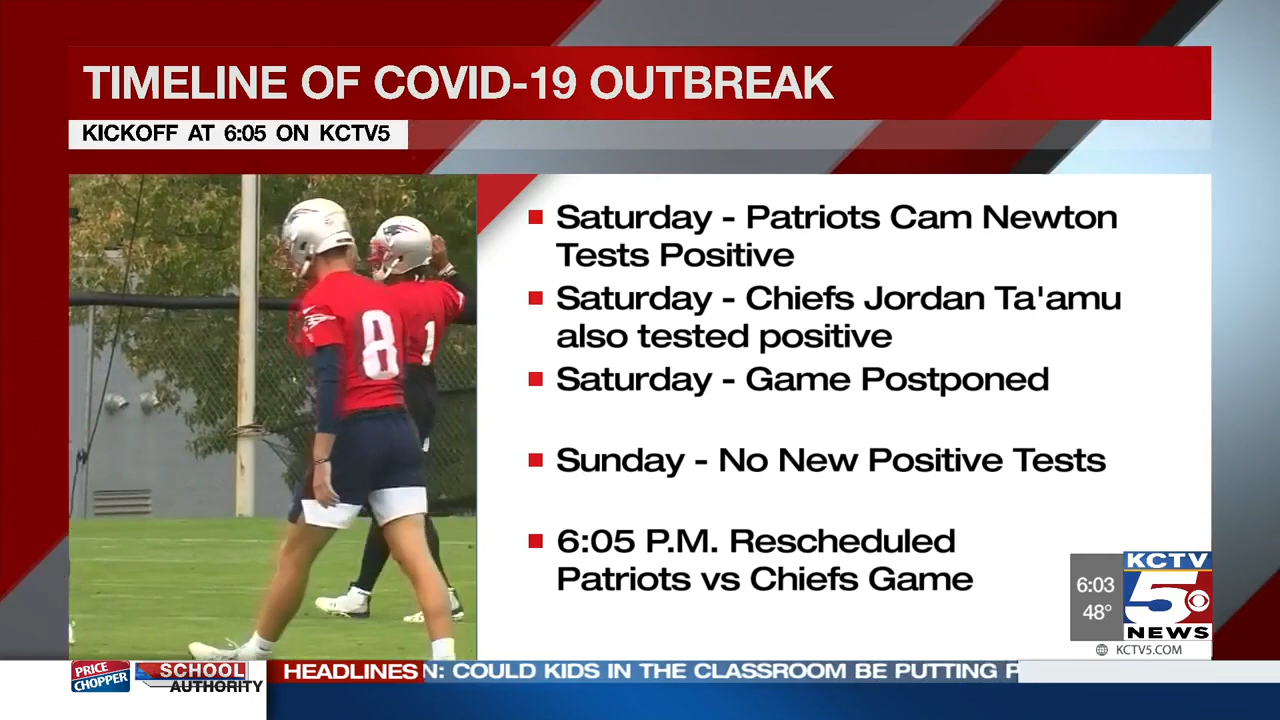 TIMELINE OF COVID-19 OUTBREAK
KICKOFF AT 6:05 ON KCTV5
Saturday - Patriots Cam Newton
Tests Positive
Saturday - Chiefs Jordan Ta'amu
also tested positive
Saturday - Game Postponed
Sunday - No New Positive Tests
6:05 P.M. Rescheduled
Patriots vs Chiefs Game
8
1
6:03
48°
KCTV
5
NEWS
KCTV5.COM
PRICE
CHOPPER
SCHOOL
AUTHORITY
HEADLINES
N: COULD KIDS IN THE CLASSROOM BE PUTTING